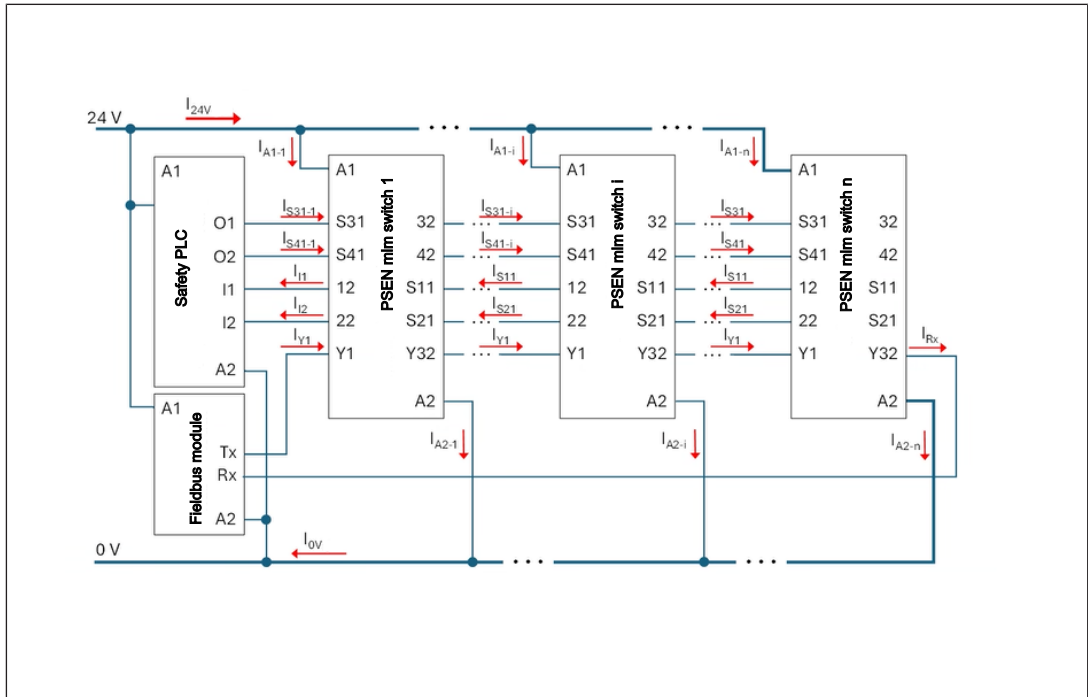 I24V
24 V
IA1-1
IA1-i
IA1-n
A1
Safety PLC
O1
O2
I1
I2
A2
IS31-1
IS41-1
II1
II2
IY1
A1
PSEN mlm switch 1
S31 32
S41 42
12 S11
22 S21
Y1 Y32
A2
IS31-i
IS41-i
IS11
IS21
IY1
A1
PSEN mlm switch i
S31 32
S41 42
12 S11
22 S21
Y1 Y32
A2
IS31
IS41
IS11
IS21
IY1
A1
PSEN mlm switch n
S31 32
S41 42
12 S11
22 S21
Y1 Y32
A2
IRx
A1
Fieldbus module
Tx
Rx
A2
IA2-1
IA2-i
IA2-n
0 V
I0V